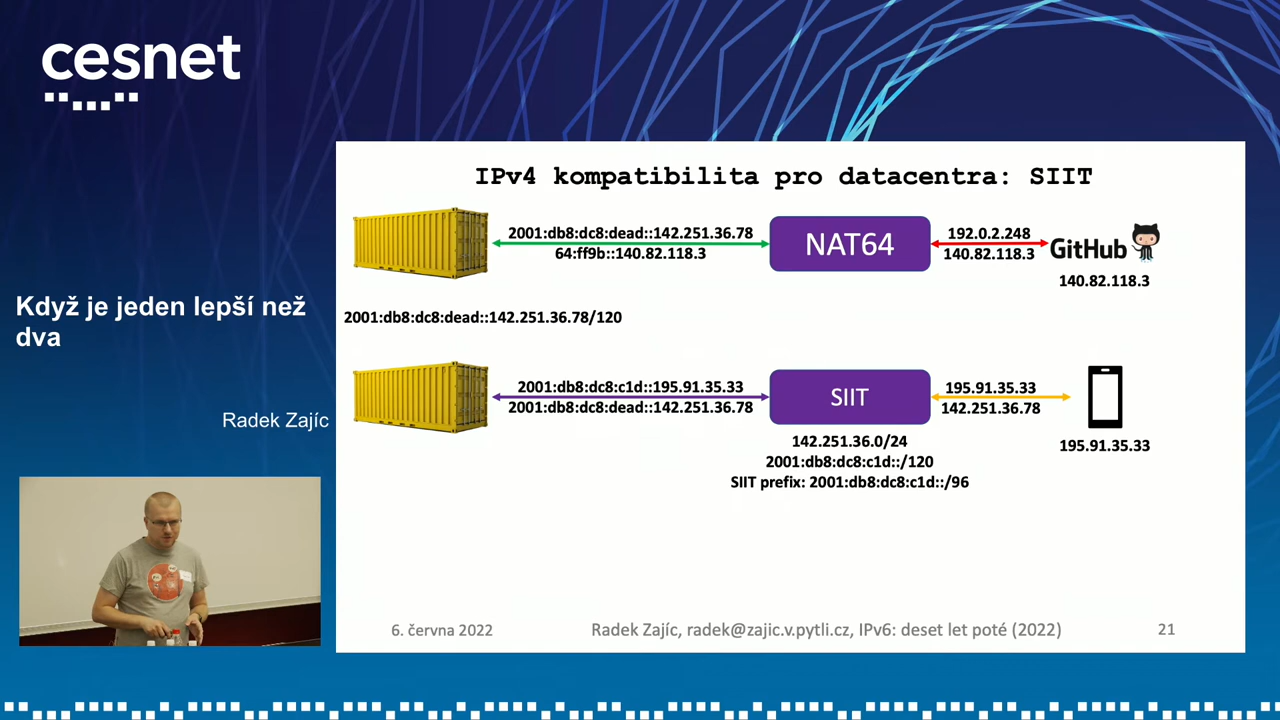 cesnet
IPv4 kompatibilita pro datacentra: SIIT
2001:db8:dc8:dead::142.251.36.78
64:ff9b::140.82.118.3
NAT64
192.0.2.248
140.82.118.3
GitHub
140.82.118.3
2001:db8:dc8:dead::142.251.36.78/120
2001:db8:dc8:c1d::195.91.35.33
2001:db8:dc8:dead::142.251.36.78
SIIT
195.91.35.33
142.251.36.78
195.91.35.33
142.251.36.0/24
2001:db8:dc8:c1d::/120
SIIT prefix: 2001:db8:dc8:c1d::/96
6. června 2022
Radek Zajíc, radek@zajic.v.pytli.cz, IPv6: deset let poté (2022)
21
Když je jeden lepší než
dva
Radek Zajíc